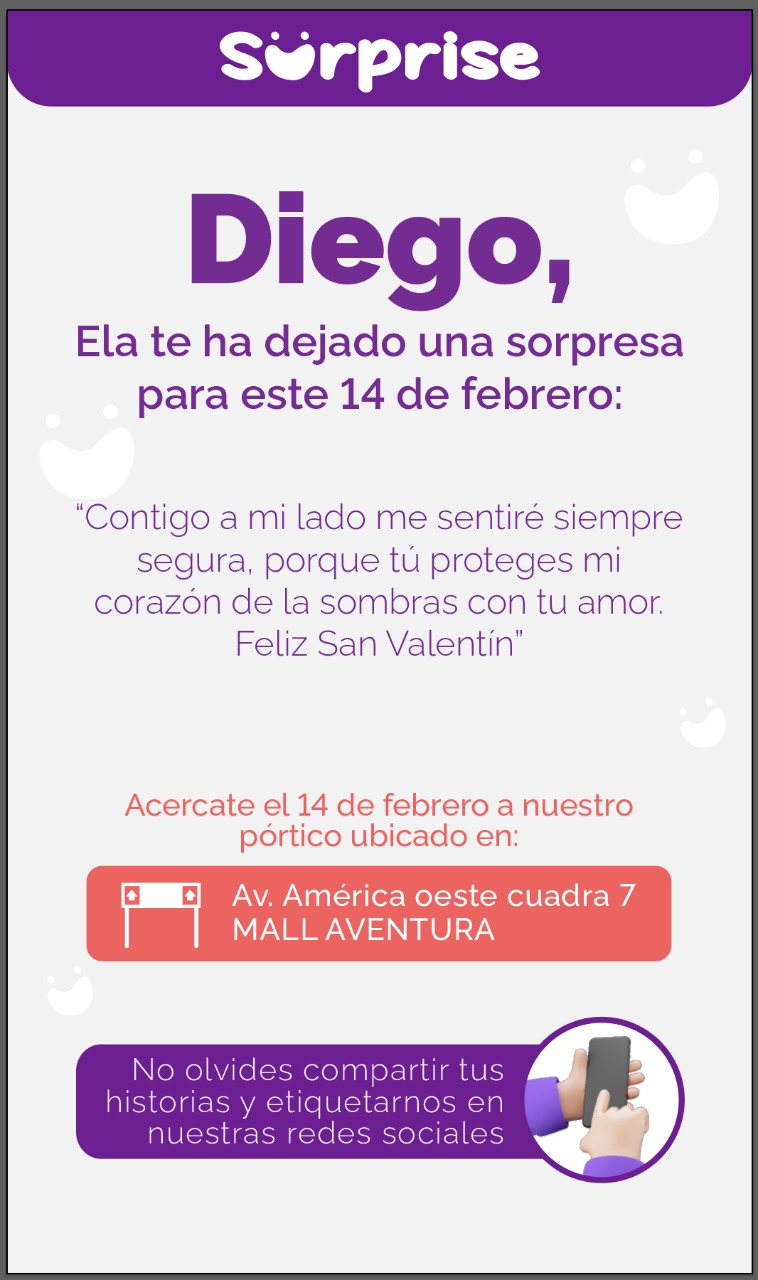 Surprise
Diego,
Ela te ha dejado una sorpresa
para este 14 de febrero:
“Contigo a mi lado me sentiré siempre
segura, porque tú proteges mi
corazón de la sombras con tu amor.
Feliz San Valentín”
Acercate el 14 de febrero a nuestro
pórtico ubicado en:
Av. América oeste cuadra 7
MALL AVENTURA
No olvides compartir tus
historias y etiquetarnos en
nuestras redes sociales